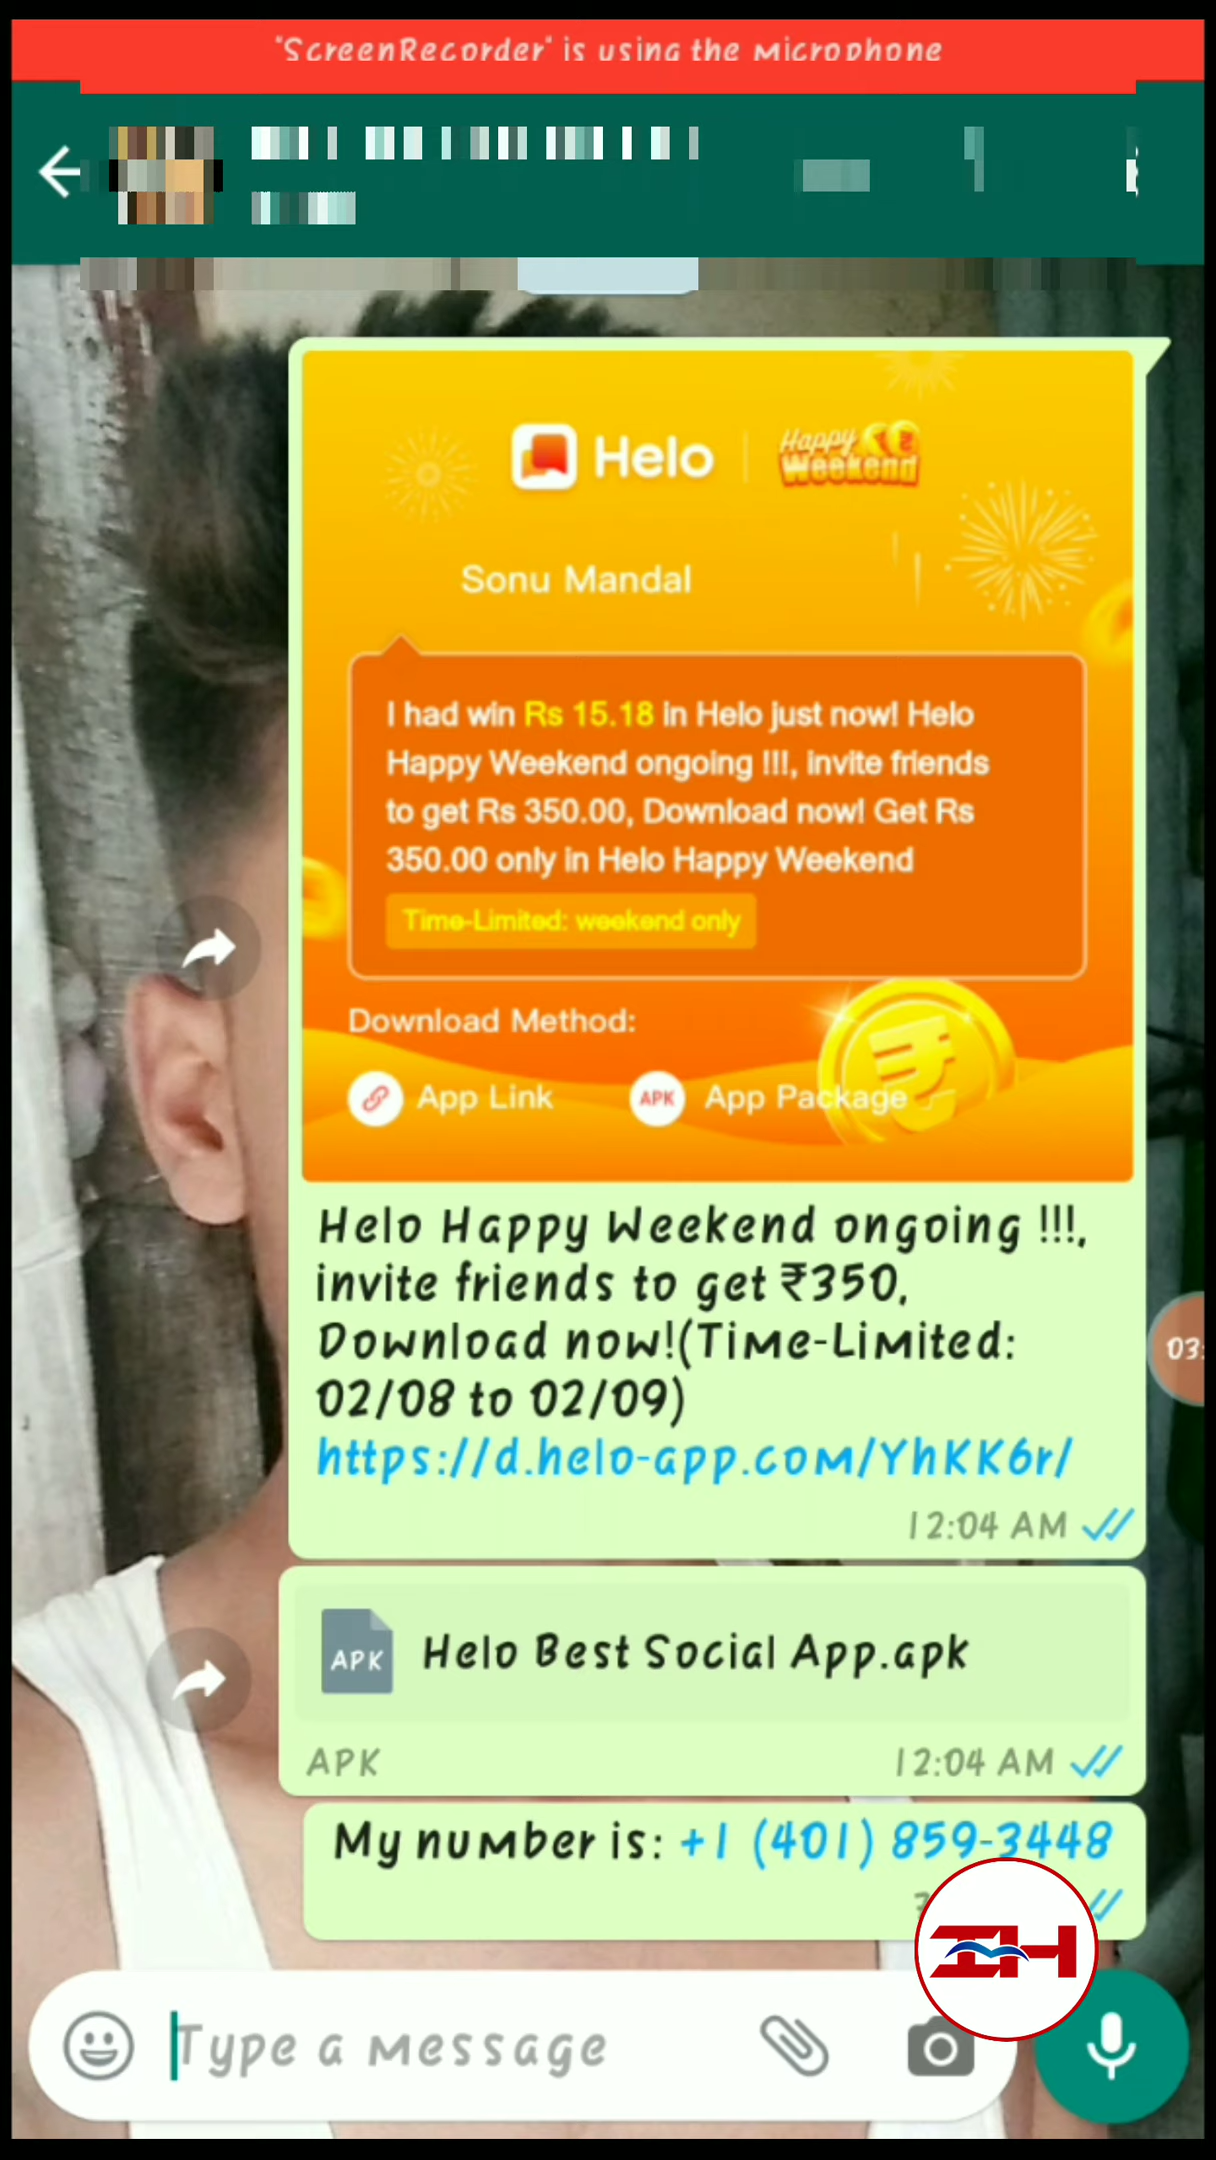 "ScreenRecorder" is using the microphone
Helo
Happy
Weekend
Sonu Mandal
I had win Rs 15.18 in Helo just now! Helo
Happy Weekend ongoing !!!, invite friends
to get Rs 350.00, Download now! Get Rs
350.00 only in Helo Happy Weekend
Time-Limited: weekend only
Download Method:
App Link
APK App Package
Helo Happy Weekend ongoing !!!,
invite friends to get ₹350,
Download now!(Time-Limited:
02/08 to 02/09)
https://d.helo-app.com/YhKK6r/
12:04 AM
03:
APK Helo Best Social App.apk
APK 12:04 AM
My number is: +1 (401) 859-3448
IH
Type a message